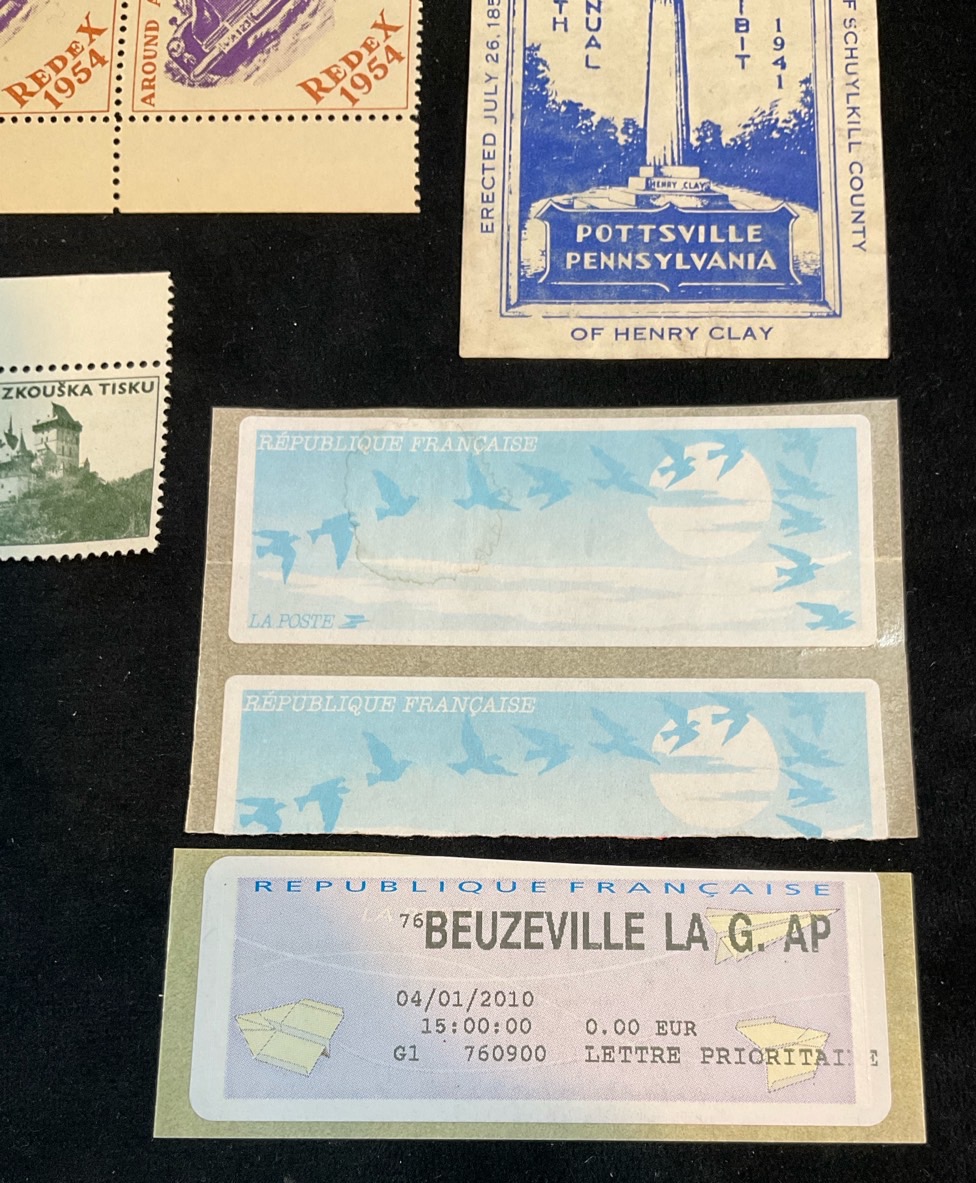 REDEX
1954
AROUND A
REDEX
1954
TH
NUAL
IBIT
1941
ERECTED JULY 26, 185
F SCHUYLKILL COUNTY
HENRY CLAY
POTTSVILLE
PENNSYLVANIA
OF HENRY CLAY
ZKOUŠKA TISKU
RÉPUBLIQUE FRANÇAISE
LA POSTE
RÉPUBLIQUE FRANÇAISE
REPUBLIQUE FRANÇAISE
76 BEUZEVILLE LA G. AP
04/01/2010
15:00:00 0.00 EUR
G1 760900 LETTRE PRIORITAIRE